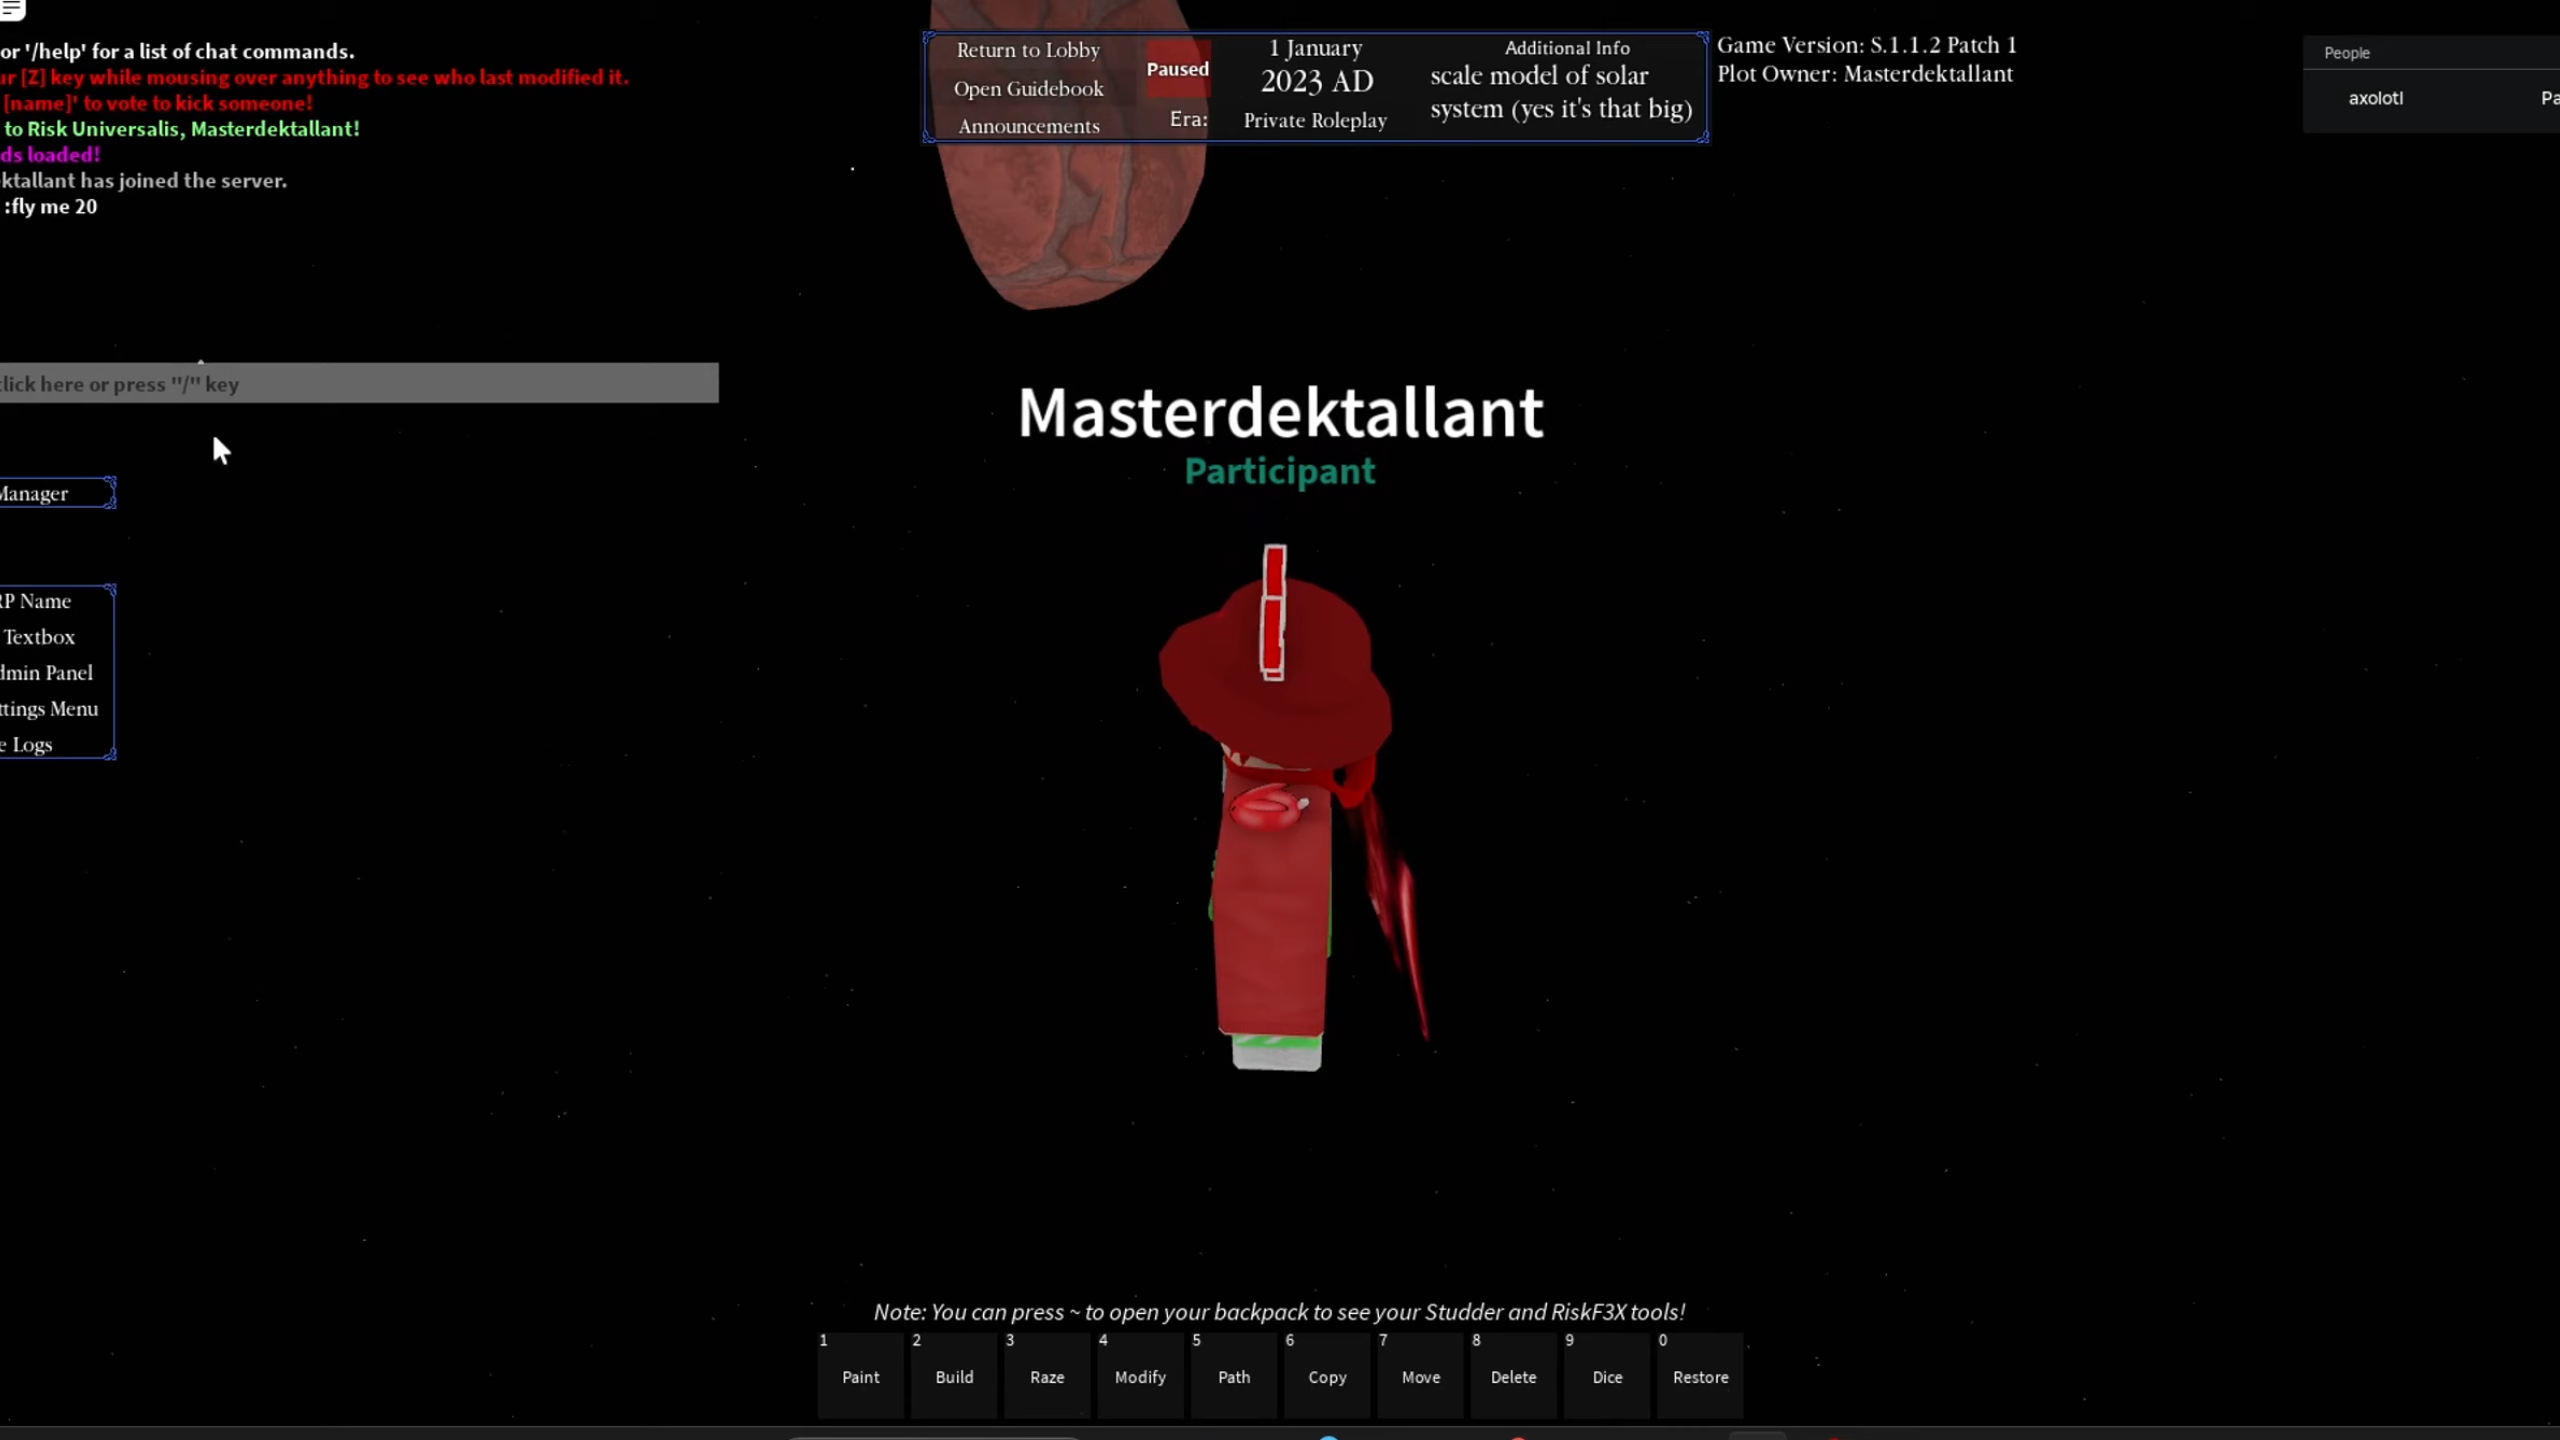 or '/help' for a list of chat commands.
ur [Z] key while mousing over anything to see who last modified it.
[name]' to vote to kick someone!
to Risk Universalis, Masterdektallant!
ds loaded!
ektallant has joined the server.
:fly me 20
click here or press "/" key
Manager
RP Name
Textbox
dmin Panel
ttings Menu
e Logs
Return to Lobby
Open Guidebook
Announcements
Paused
Era:
1 January
2023 AD
Private Roleplay
Additional Info
scale model of solar
system (yes it's that big)
Game Version: S.1.1.2 Patch 1
Plot Owner: Masterdektallant
People
axolotl Pa
Masterdektallant
Participant
Note: You can press ~ to open your backpack to see your Studder and RiskF3X tools!
1 2 3 4 5 6 7 8 9 0
Paint Build Raze Modify Path Copy Move Delete Dice Restore